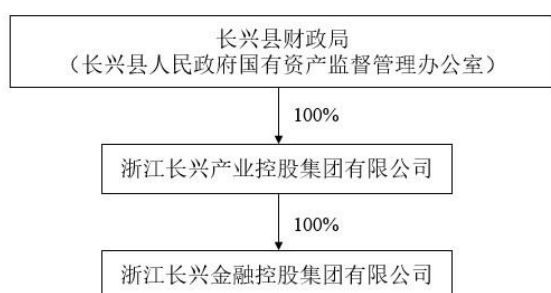 长兴县财政局
（长兴县人民政府国有资产监督管理办公室）
100%
浙江长兴产业控股集团有限公司
100%
浙江长兴金融控股集团有限公司